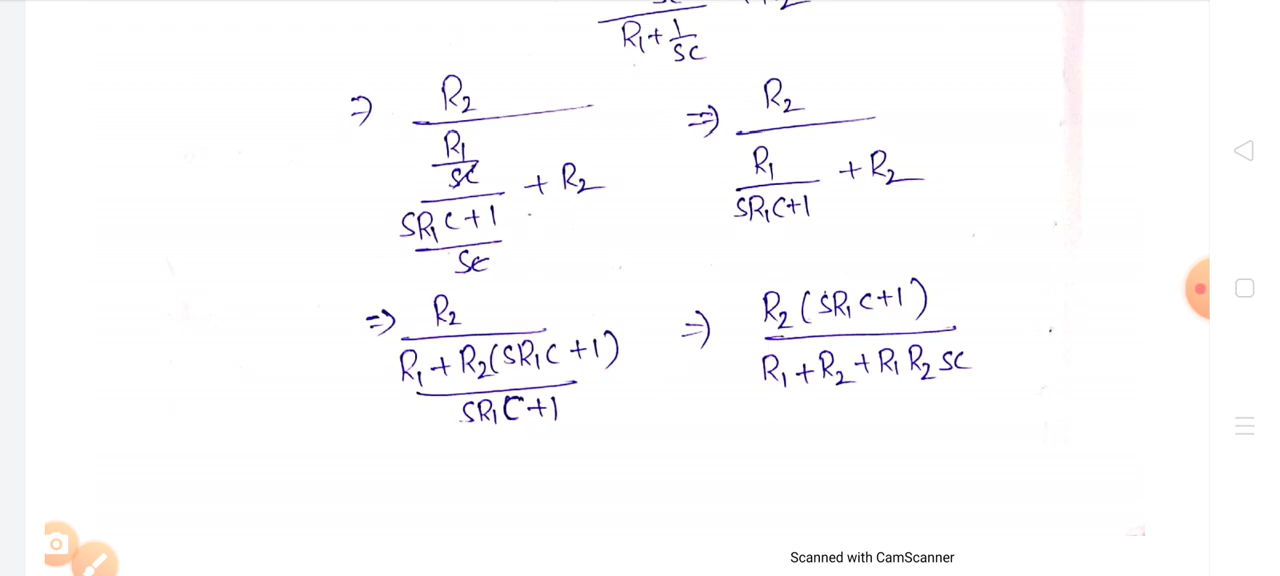 R₁ + 1/SC
⇒ R₂ / ((R₁/SC) / ((SR₁C+1)/SC) + R₂) ⇒ R₂ / (R₁/(SR₁C+1) + R₂)
⇒ R₂ / ((R₁ + R₂(SR₁C+1)) / (SR₁C+1)) ⇒ R₂(SR₁C+1) / (R₁+R₂+R₁R₂SC)
Scanned with CamScanner